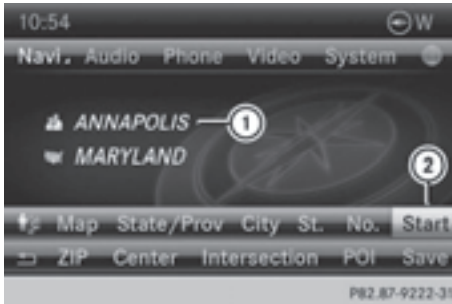 10:54 W
Navi. Audio Phone Video System
ANNAPOLIS 1
MARYLAND
2
Map State/Prov City St. No. Start
ZIP Center Intersection POI Save
P82.87-9222-31